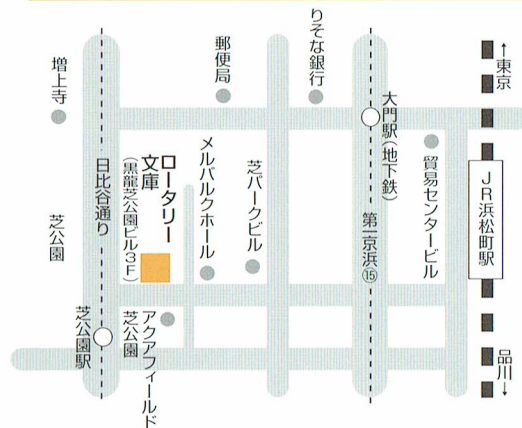 ↑東京
JR浜松町駅
品川↓
貿易センタービル
大門駅(地下鉄)
第一京浜⑮
りそな銀行
郵便局
芝パークビル
メルパルクホール
ロータリー
文庫
(黒龍芝公園ビル3F)
アクアフィールド
芝公園
日比谷通り
芝公園駅
増上寺
芝公園